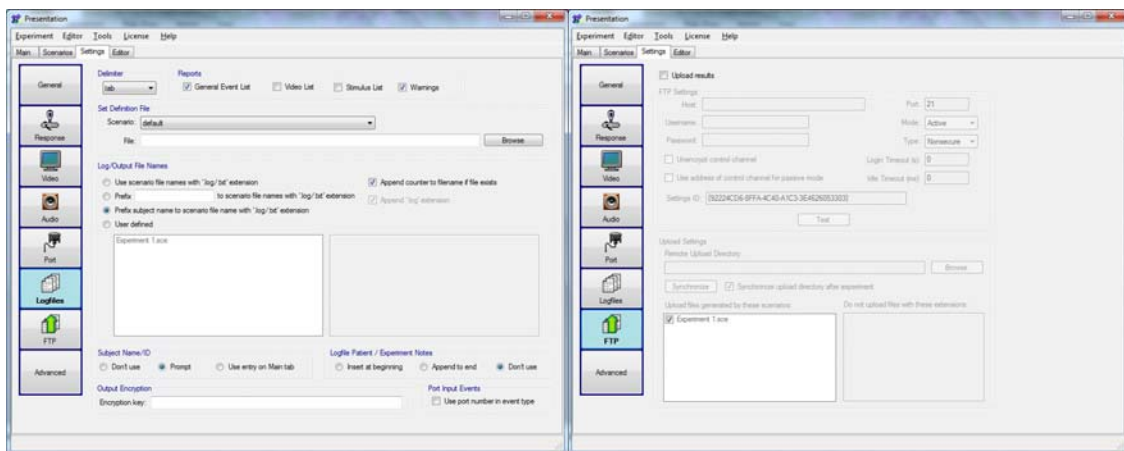 Presentation
Experiment Editor Tools License Help
Main Scenarios Settings Editor
General
Response
Video
Audio
Port
Logfiles
FTP
Advanced
Delimiter
tab
Reports
General Event List Video List Stimulus List Warnings
Set Definition File
Scenario: default
File: Browse
Log/Output File Names
Use scenario file names with ".log/.txt" extension
Append counter to filename if file exists
Prefix to scenario file names with ".log/.txt" extension
Append ".log" extension
Prefix subject name to scenario file name with ".log/.txt" extension
User defined
Experiment 1.sce
Subject Name/ID
Don't use Prompt Use entry on Main tab
Logfile Patient / Experiment Notes
Insert at beginning Append to end Don't use
Output Encryption
Encryption key:
Port Input Events
Use port number in event type
Presentation
Experiment Editor Tools License Help
Main Scenarios Settings Editor
General
Response
Video
Audio
Port
Logfiles
FTP
Advanced
Upload results
FTP Settings
Host: Port: 21
Username: Mode: Active
Password: Type: Nonsecure
Unencrypt control channel Login Timeout (s) 0
Use address of control channel for passive mode Idle Timeout (ms) 0
Settings ID:
Test
Upload Settings
Remote Upload Directory
Browse
Synchronize Synchronize upload directory after experiment
Upload files generated by these scenarios: Do not upload files with these extensions
Experiment 1.sce